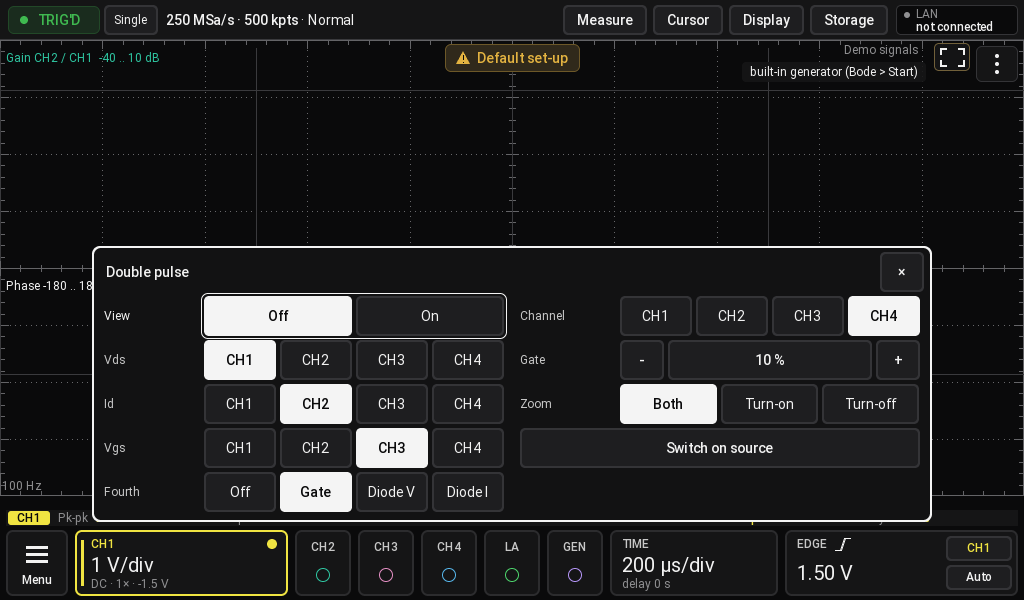 TRIG'D
Single
250 MSa/s · 500 kpts · Normal
Measure
Cursor
Display
Storage
LAN
not connected
Gain CH2 / CH1 -40 .. 10 dB
Default set-up
Demo signals
built-in generator (Bode > Start)
Phase -180 .. 18
Double pulse
×
View
Off
On
Channel
CH1
CH2
CH3
CH4
Vds
CH1
CH2
CH3
CH4
Gate
-
10 %
+
Id
CH1
CH2
CH3
CH4
Zoom
Both
Turn-on
Turn-off
Vgs
CH1
CH2
CH3
CH4
Switch on source
Fourth
Off
Gate
Diode V
Diode I
100 Hz
CH1
Pk-pk
Menu
CH1
1 V/div
DC · 1× · -1.5 V
CH2
CH3
CH4
LA
GEN
TIME
200 µs/div
delay 0 s
EDGE
1.50 V
CH1
Auto